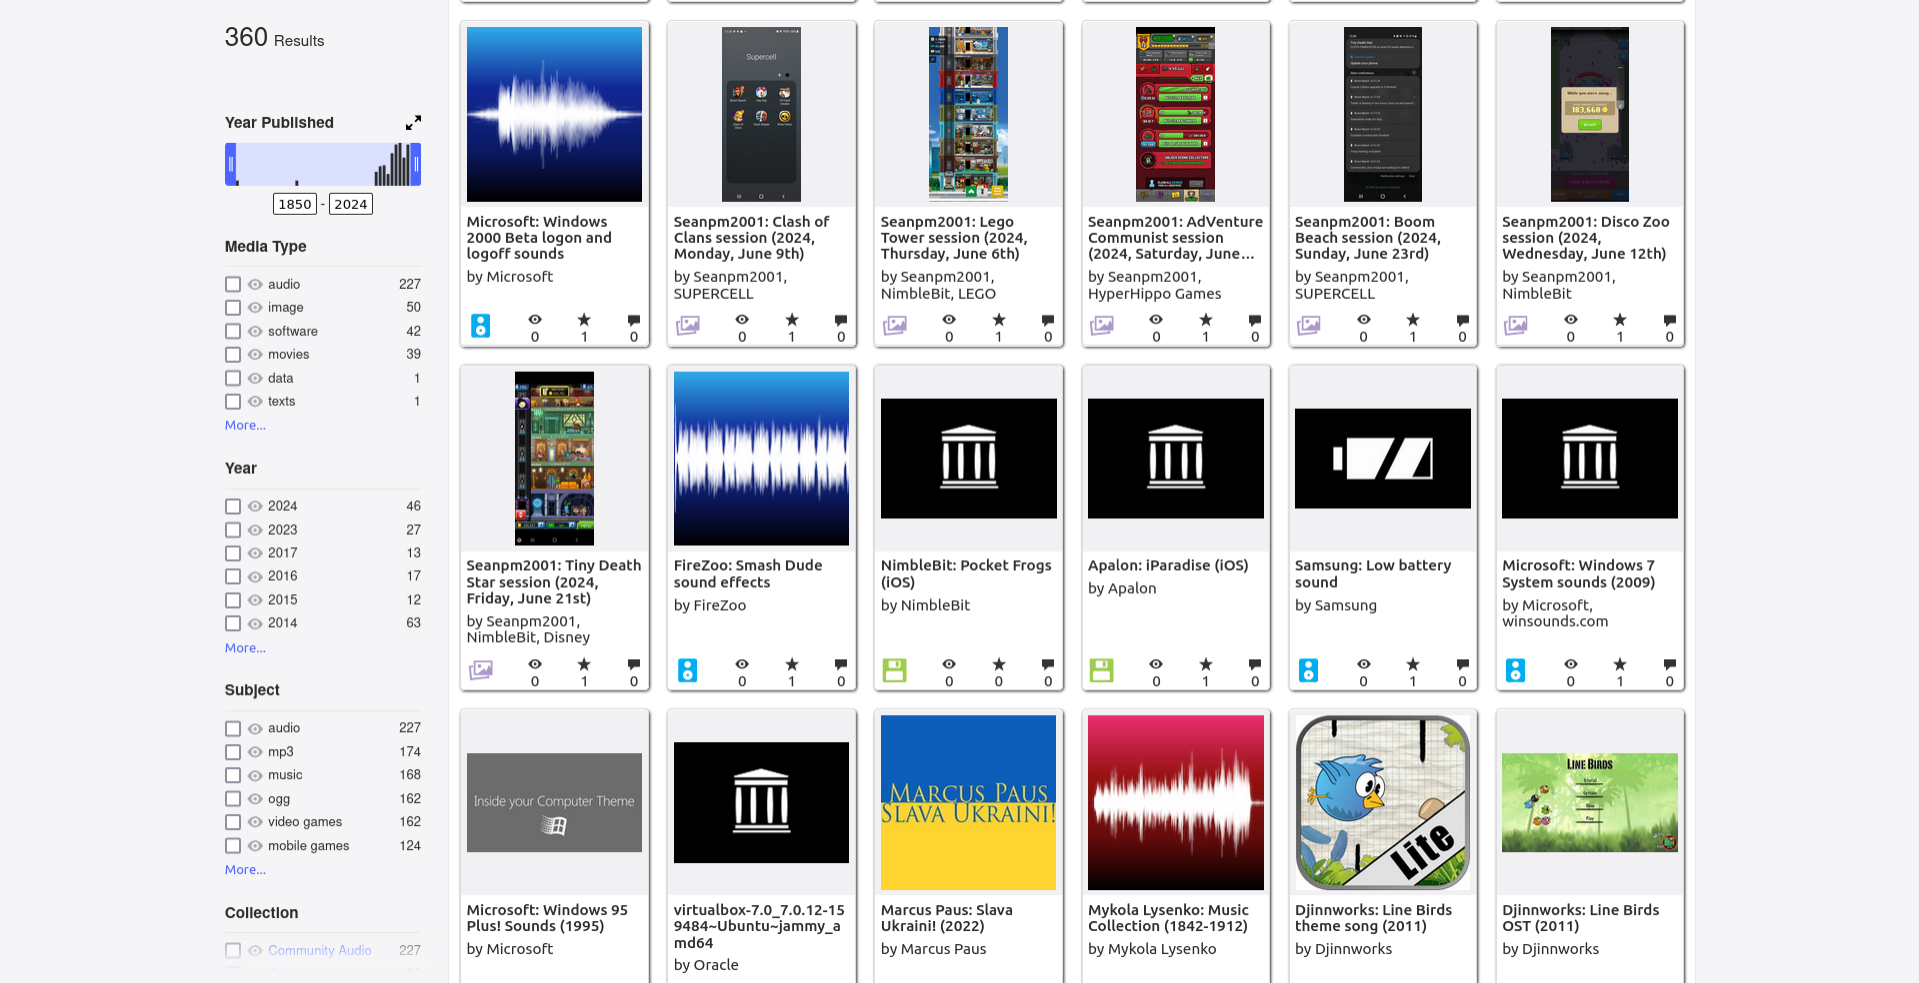 360 Results
Year Published
1850 - 2024
Media Type
audio 227
image 50
software 42
movies 39
data 1
texts 1
More...
Year
2024 46
2023 27
2017 13
2016 17
2015 12
2014 63
More...
Subject
audio 227
mp3 174
music 168
ogg 162
video games 162
mobile games 124
More...
Collection
Community Audio 227
Microsoft: Windows
2000 Beta logon and
logoff sounds
by Microsoft
0 1 0
Supercell
Seanpm2001: Clash of
Clans session (2024,
Monday, June 9th)
by Seanpm2001,
SUPERCELL
0 1 0
Seanpm2001: Lego
Tower session (2024,
Thursday, June 6th)
by Seanpm2001,
NimbleBit, LEGO
0 1 0
Seanpm2001: AdVenture
Communist session
(2024, Saturday, June...
by Seanpm2001,
HyperHippo Games
0 1 0
Seanpm2001: Boom
Beach session (2024,
Sunday, June 23rd)
by Seanpm2001,
SUPERCELL
0 1 0
While you were away...
183,660
Seanpm2001: Disco Zoo
session (2024,
Wednesday, June 12th)
by Seanpm2001,
NimbleBit
0 1 0
Seanpm2001: Tiny Death
Star session (2024,
Friday, June 21st)
by Seanpm2001,
NimbleBit, Disney
0 1 0
FireZoo: Smash Dude
sound effects
by FireZoo
0 1 0
NimbleBit: Pocket Frogs
(iOS)
by NimbleBit
0 0 0
Apalon: iParadise (iOS)
by Apalon
0 1 0
Samsung: Low battery
sound
by Samsung
0 1 0
Microsoft: Windows 7
System sounds (2009)
by Microsoft,
winsounds.com
0 1 0
Inside your Computer Theme
Microsoft: Windows 95
Plus! Sounds (1995)
by Microsoft
virtualbox-7.0_7.0.12-15
9484~Ubuntu~jammy_a
md64
by Oracle
Marcus Paus
Slava Ukraini!
Marcus Paus: Slava
Ukraini! (2022)
by Marcus Paus
Mykola Lysenko: Music
Collection (1842-1912)
by Mykola Lysenko
Lite
Djinnworks: Line Birds
theme song (2011)
by Djinnworks
Line Birds
Djinnworks: Line Birds
OST (2011)
by Djinnworks